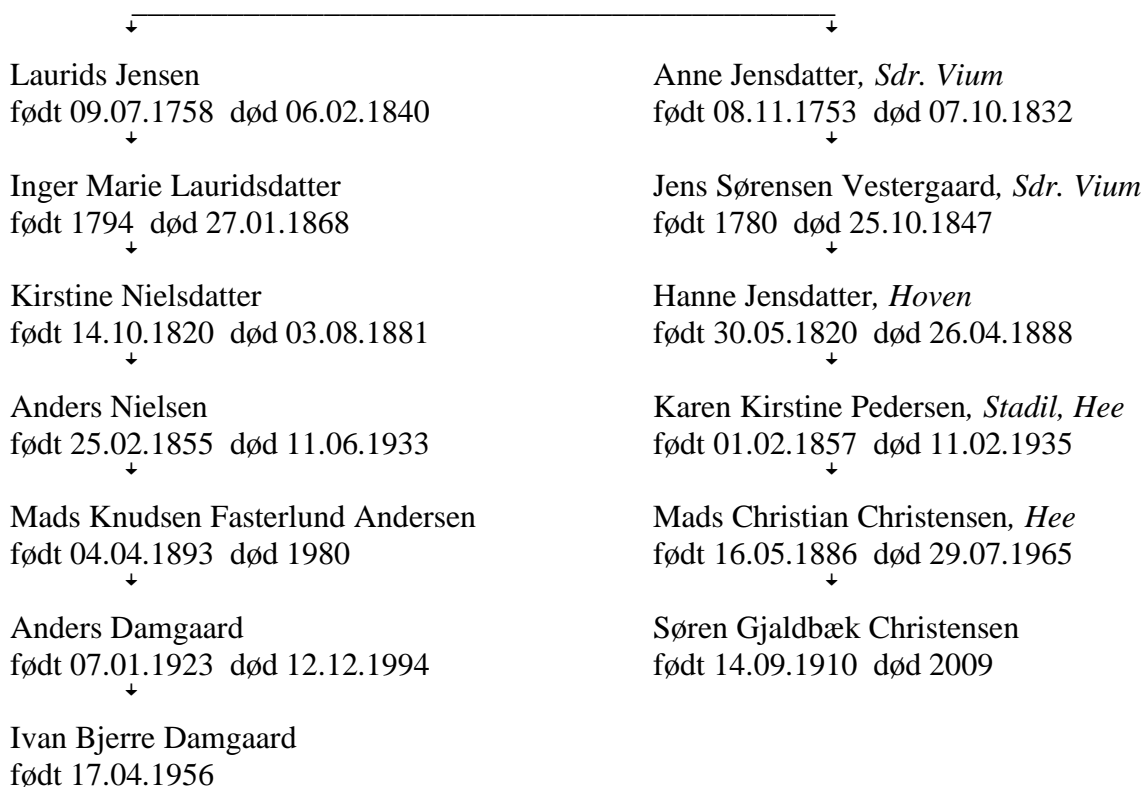 Laurids Jensen
født 09.07.1758 død 06.02.1840
Inger Marie Lauridsdatter
født 1794 død 27.01.1868
Kirstine Nielsdatter
født 14.10.1820 død 03.08.1881
Anders Nielsen
født 25.02.1855 død 11.06.1933
Mads Knudsen Fasterlund Andersen
født 04.04.1893 død 1980
Anders Damgaard
født 07.01.1923 død 12.12.1994
Ivan Bjerre Damgaard
født 17.04.1956
Anne Jensdatter, Sdr. Vium
født 08.11.1753 død 07.10.1832
Jens Sørensen Vestergaard, Sdr. Vium
født 1780 død 25.10.1847
Hanne Jensdatter, Hoven
født 30.05.1820 død 26.04.1888
Karen Kirstine Pedersen, Stadil, Hee
født 01.02.1857 død 11.02.1935
Mads Christian Christensen, Hee
født 16.05.1886 død 29.07.1965
Søren Gjaldbæk Christensen
født 14.09.1910 død 2009